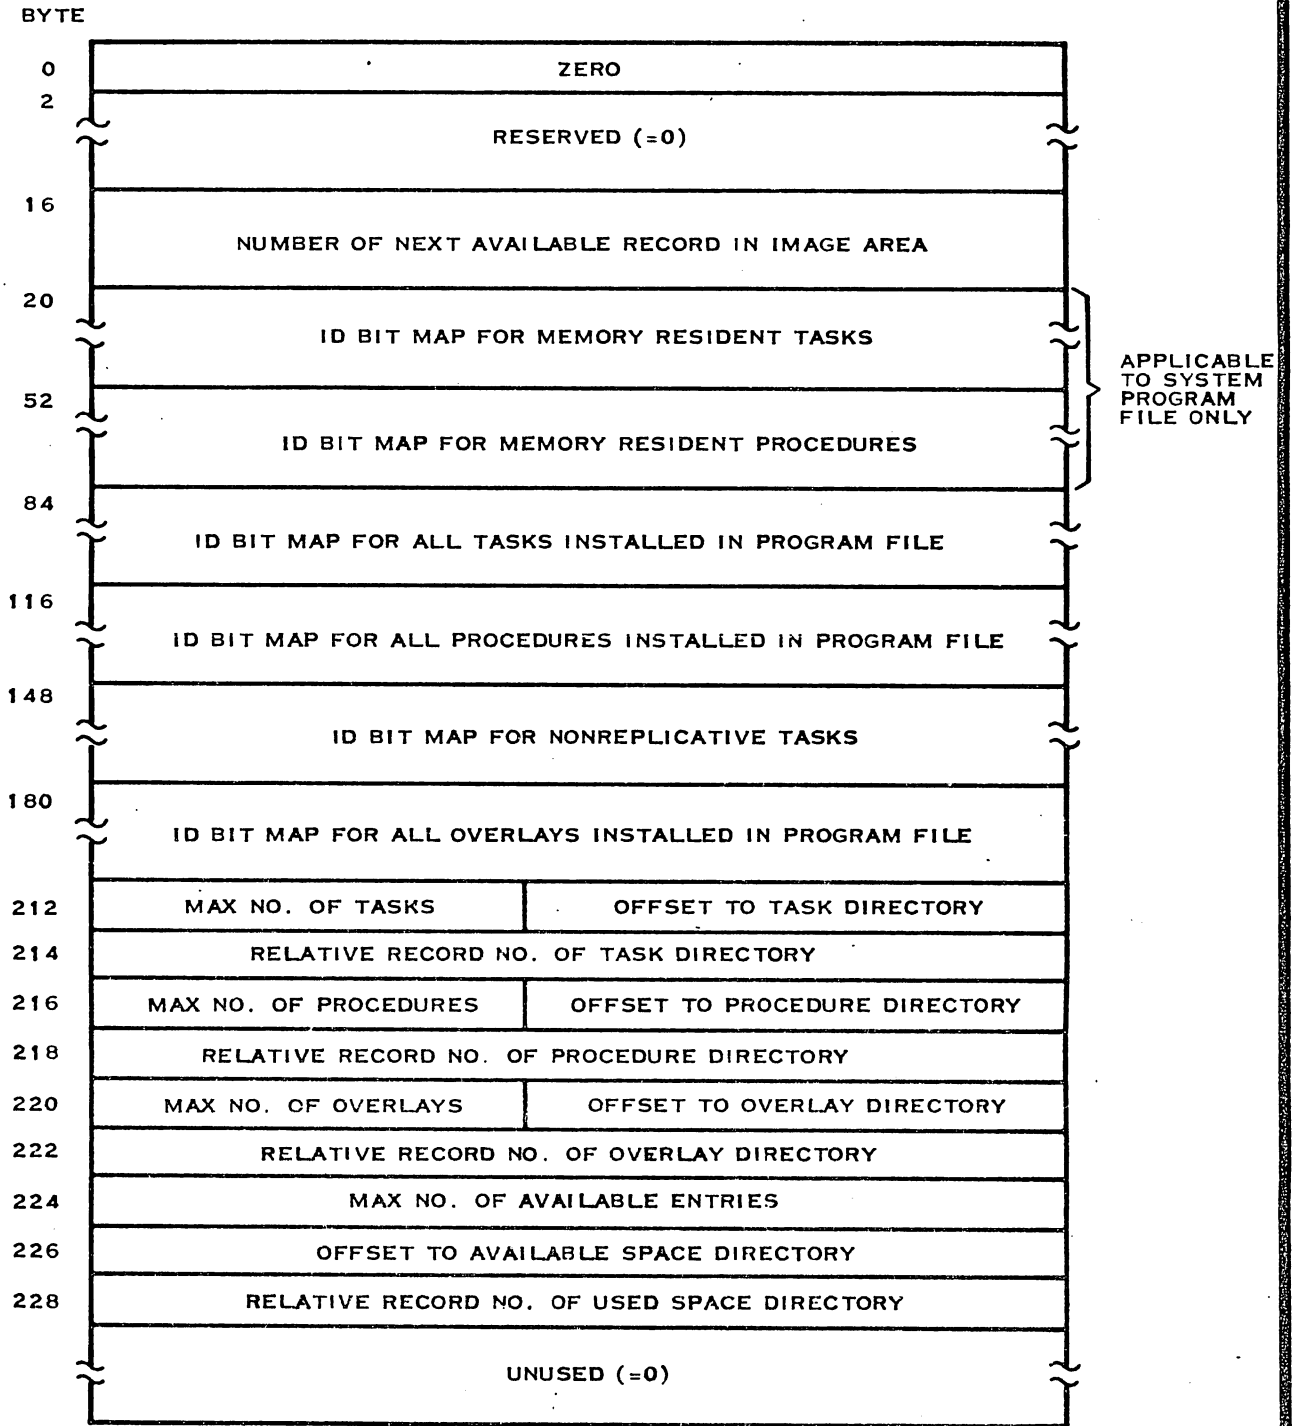 BYTE
0 ZERO
2
RESERVED (=0)
16
NUMBER OF NEXT AVAILABLE RECORD IN IMAGE AREA
20
ID BIT MAP FOR MEMORY RESIDENT TASKS
APPLICABLE
TO SYSTEM
PROGRAM
FILE ONLY
52
ID BIT MAP FOR MEMORY RESIDENT PROCEDURES
84
ID BIT MAP FOR ALL TASKS INSTALLED IN PROGRAM FILE
116
ID BIT MAP FOR ALL PROCEDURES INSTALLED IN PROGRAM FILE
148
ID BIT MAP FOR NONREPLICATIVE TASKS
180
ID BIT MAP FOR ALL OVERLAYS INSTALLED IN PROGRAM FILE
212 MAX NO. OF TASKS OFFSET TO TASK DIRECTORY
214 RELATIVE RECORD NO. OF TASK DIRECTORY
216 MAX NO. OF PROCEDURES OFFSET TO PROCEDURE DIRECTORY
218 RELATIVE RECORD NO. OF PROCEDURE DIRECTORY
220 MAX NO. OF OVERLAYS OFFSET TO OVERLAY DIRECTORY
222 RELATIVE RECORD NO. OF OVERLAY DIRECTORY
224 MAX NO. OF AVAILABLE ENTRIES
226 OFFSET TO AVAILABLE SPACE DIRECTORY
228 RELATIVE RECORD NO. OF USED SPACE DIRECTORY
UNUSED (=0)